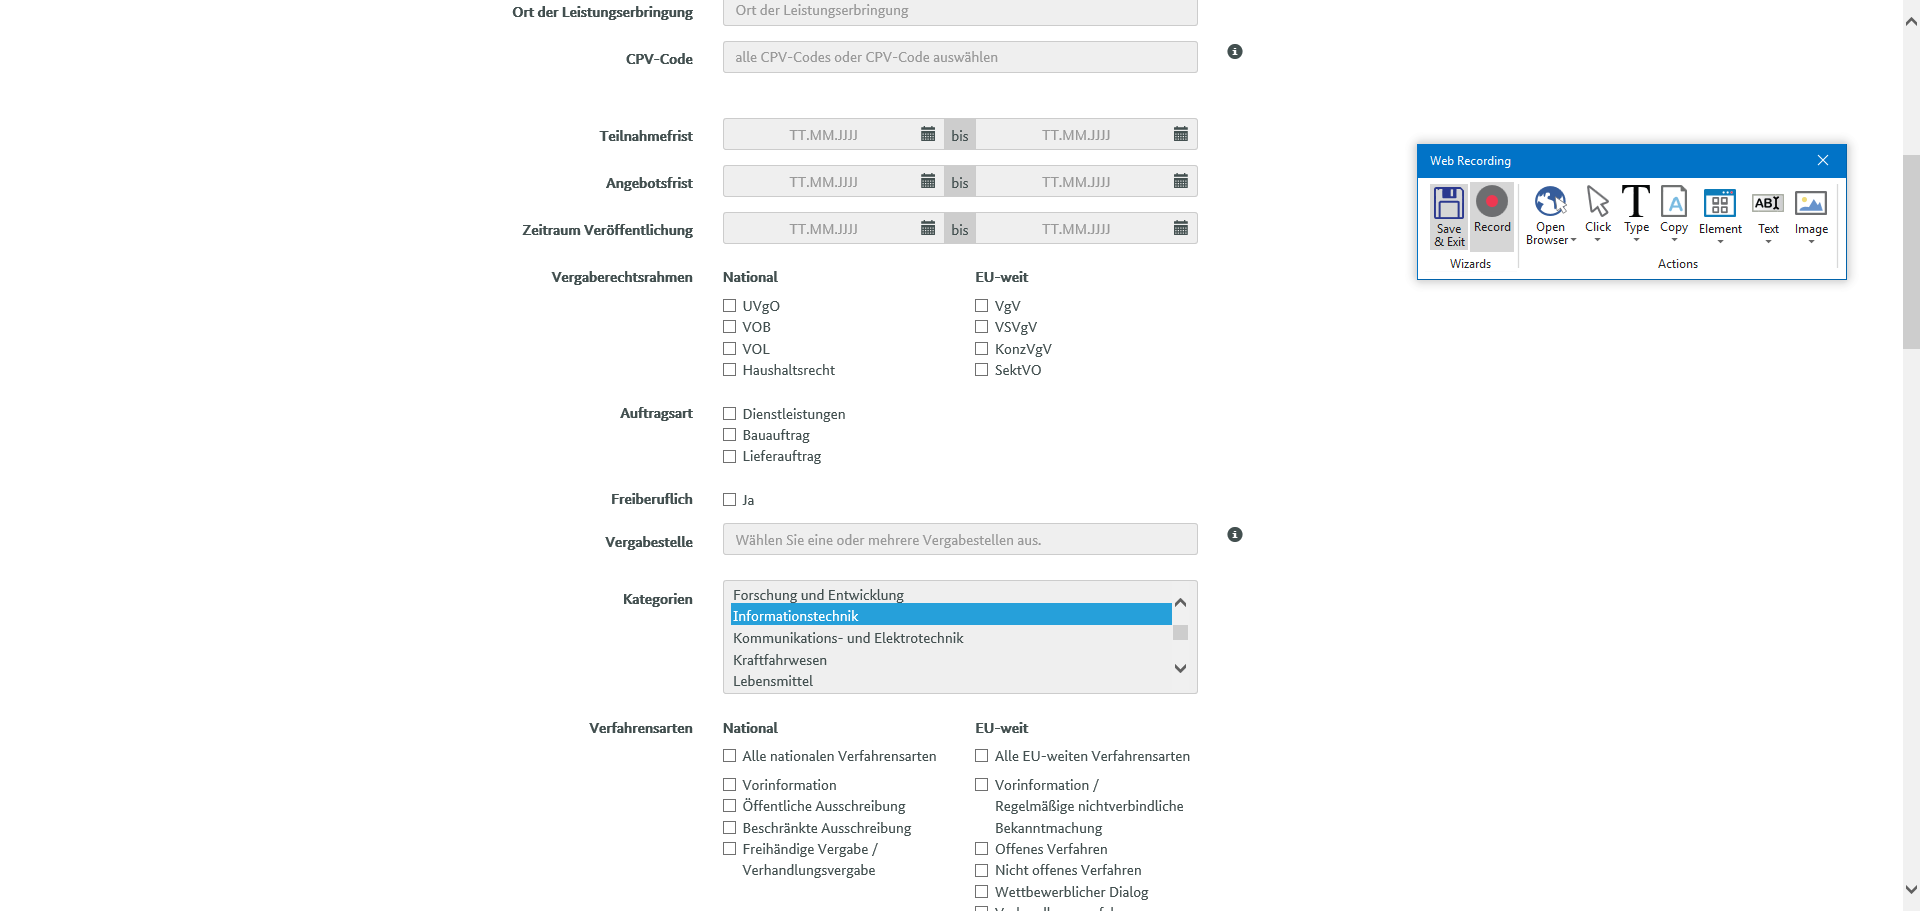 Ort der Leistungserbringung
Ort der Leistungserbringung
CPV-Code
alle CPV-Codes oder CPV-Code auswählen
Teilnahmefrist
TT.MM.JJJJ bis TT.MM.JJJJ
Angebotsfrist
TT.MM.JJJJ bis TT.MM.JJJJ
Zeitraum Veröffentlichung
TT.MM.JJJJ bis TT.MM.JJJJ
Vergaberechtsrahmen
National
UVgO
VOB
VOL
Haushaltsrecht
EU-weit
VgV
VSVgV
KonzVgV
SektVO
Auftragsart
Dienstleistungen
Bauauftrag
Lieferauftrag
Freiberuflich
Ja
Vergabestelle
Wählen Sie eine oder mehrere Vergabestellen aus.
Kategorien
Forschung und Entwicklung
Informationstechnik
Kommunikations- und Elektrotechnik
Kraftfahrwesen
Lebensmittel
Verfahrensarten
National
Alle nationalen Verfahrensarten
Vorinformation
Öffentliche Ausschreibung
Beschränkte Ausschreibung
Freihändige Vergabe /
Verhandlungsvergabe
EU-weit
Alle EU-weiten Verfahrensarten
Vorinformation /
Regelmäßige nichtverbindliche
Bekanntmachung
Offenes Verfahren
Nicht offenes Verfahren
Wettbewerblicher Dialog
Web Recording
Save
& Exit
Record
Wizards
Open
Browser
Click
Type
Copy
Element
Text
Image
Actions